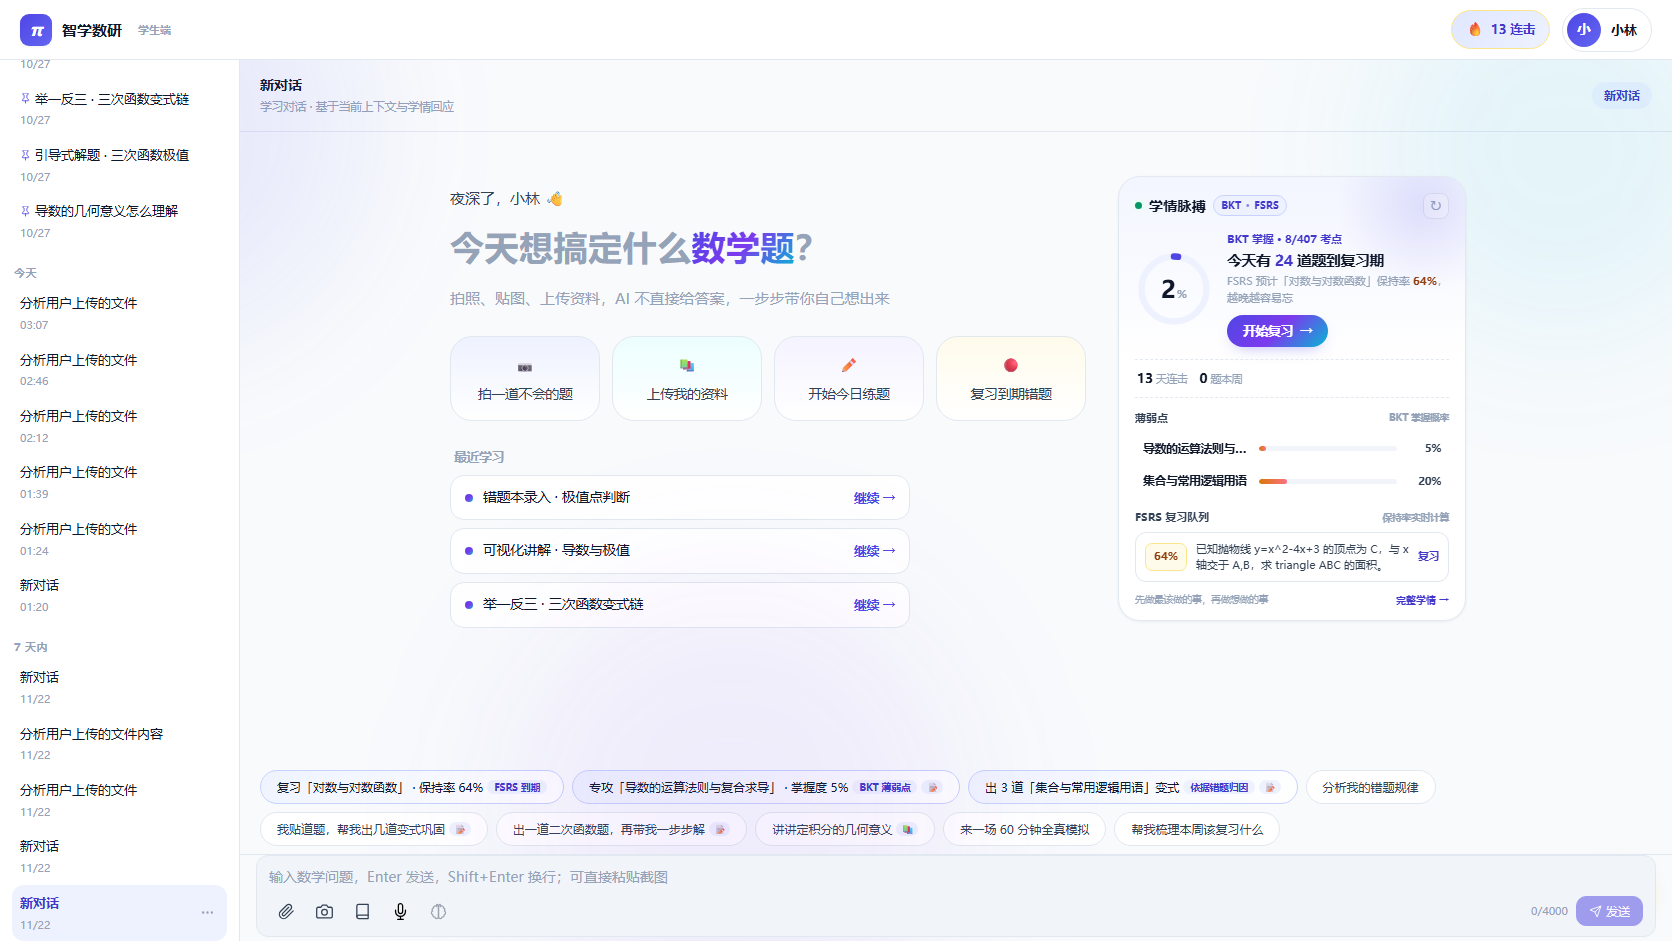 π 智学数研 学生端
13 连击
小 小林
10/27
举一反三 · 三次函数变式链
10/27
引导式解题 · 三次函数极值
10/27
导数的几何意义怎么理解
10/27
今天
分析用户上传的文件
03:07
分析用户上传的文件
02:46
分析用户上传的文件
02:12
分析用户上传的文件
01:39
分析用户上传的文件
01:24
新对话
01:20
7 天内
新对话
11/22
分析用户上传的文件内容
11/22
分析用户上传的文件
11/22
新对话
11/22
新对话
11/22
新对话
学习对话 · 基于当前上下文与学情回应
新对话
夜深了，小林 👋
今天想搞定什么数学题？
拍照、贴图、上传资料，AI 不直接给答案，一步步带你自己想出来
拍一道不会的题
上传我的资料
开始今日练题
复习到期错题
最近学习
错题本录入 · 极值点判断 继续 →
可视化讲解 · 导数与极值 继续 →
举一反三 · 三次函数变式链 继续 →
学情脉搏 BKT • FSRS ↻
2%
BKT 掌握 • 8/407 考点
今天有 24 道题到复习期
FSRS 预计「对数与对数函数」保持率 64%，
越晚越容易忘
开始复习 →
13 天连击 0 题本周
薄弱点 BKT 掌握概率
导数的运算法则与... 5%
集合与常用逻辑用语 20%
FSRS 复习队列 保持率实时计算
64% 已知抛物线 y=x^2-4x+3 的顶点为 C，与 x
轴交于 A,B，求 triangle ABC 的面积。
复习
先做最该做的事，再做想做的事 完整学情 →
复习「对数与对数函数」 · 保持率 64% FSRS 到期
专攻「导数的运算法则与复合求导」 · 掌握度 5% BKT 薄弱点
出 3 道「集合与常用逻辑用语」变式 依据错题归因
分析我的错题规律
我贴道题，帮我出几道变式巩固
出一道二次函数题，再带我一步步解
讲讲定积分的几何意义
来一场 60 分钟全真模拟
帮我梳理本周该复习什么
输入数学问题，Enter 发送，Shift+Enter 换行；可直接粘贴截图
0/4000 发送